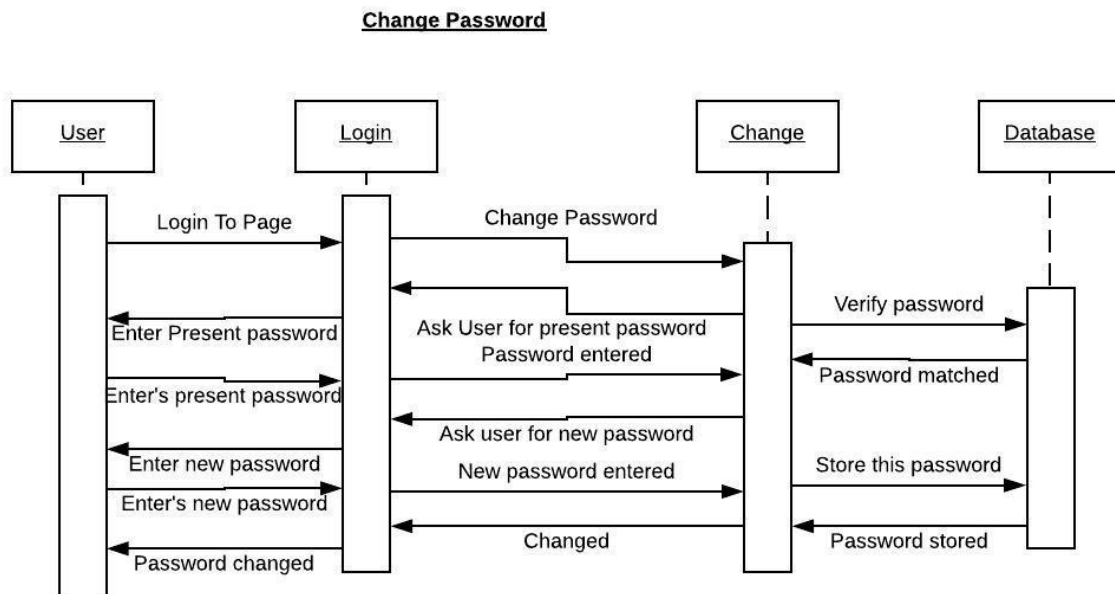 Change Password
User
Login
Change
Database
Login To Page
Change Password
Verify password
Enter Present password
Ask User for present password
Password entered
Password matched
Enter's present password
Ask user for new password
Enter new password
New password entered
Store this password
Enter's new password
Changed
Password stored
Password changed